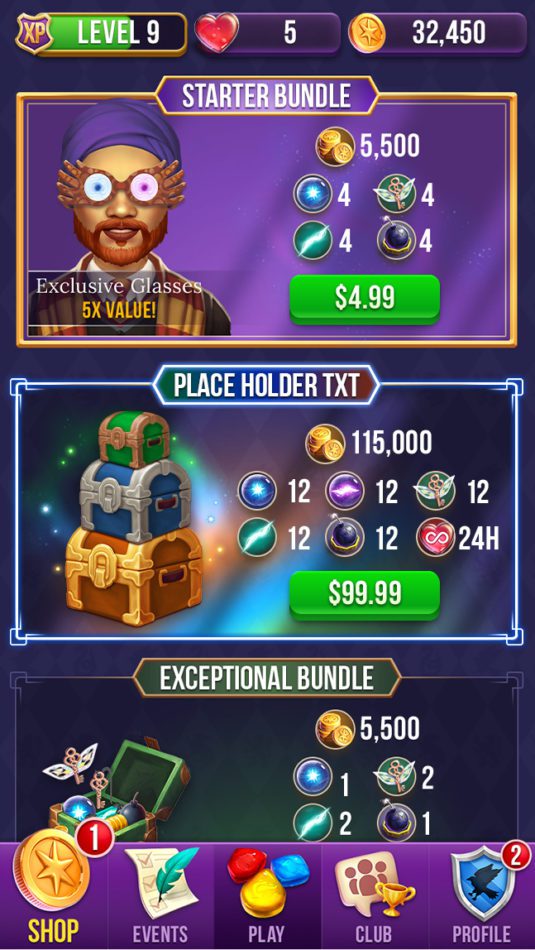 XP LEVEL 9 5 32,450
STARTER BUNDLE
5,500
4 4
4 4
Exclusive Glasses
5X VALUE!
$4.99
PLACE HOLDER TXT
115,000
12 12 12
12 12 24H
$99.99
EXCEPTIONAL BUNDLE
5,500
1 2
2 1
1 2
SHOP EVENTS PLAY CLUB PROFILE